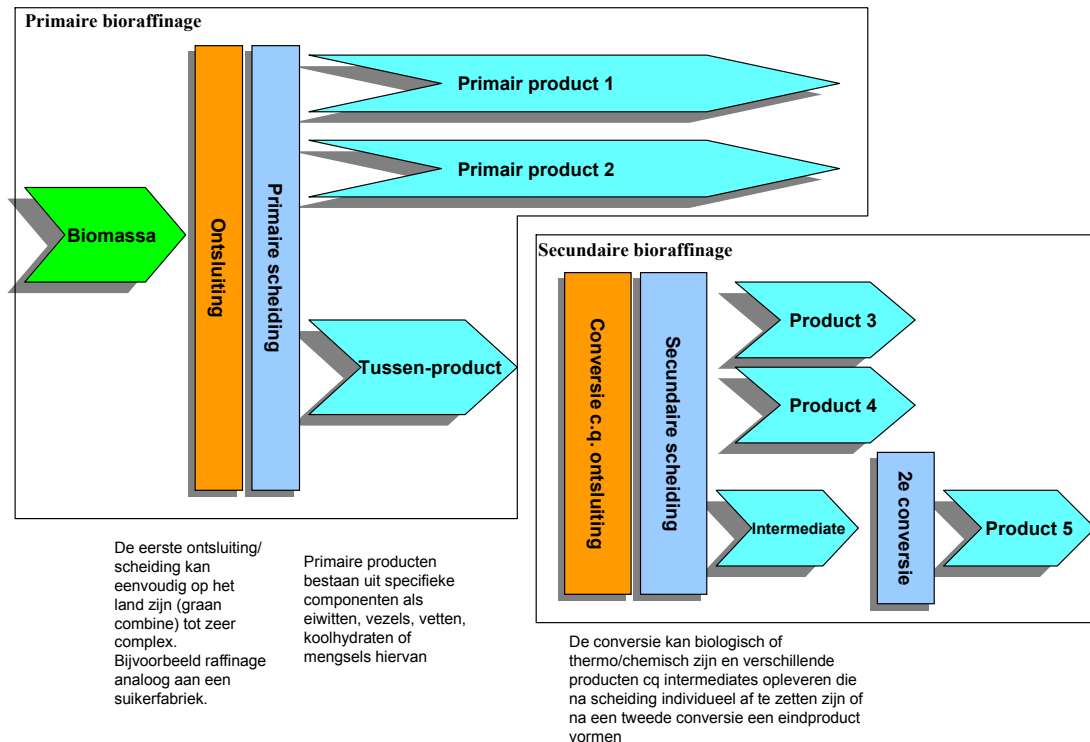 Primaire bioraffinage
Primair product 1
Primair product 2
Biomassa
Ontsluiting
Primaire scheiding
Tussen-product
Secundaire bioraffinage
Conversie c.q. ontsluiting
Secundaire scheiding
Product 3
Product 4
Intermediate
2e conversie
Product 5
De eerste ontsluiting/
scheiding kan
eenvoudig op het
land zijn (graan
combine) tot zeer
complex.
Bijvoorbeeld raffinage
analoog aan een
suikerfabriek.
Primaire producten
bestaan uit specifieke
componenten als
eiwitten, vezels, vetten,
koolhydraten of
mengsels hiervan
De conversie kan biologisch of
thermo/chemisch zijn en verschillende
producten cq intermediates opleveren die
na scheiding individueel af te zetten zijn of
na een tweede conversie een eindproduct
vormen